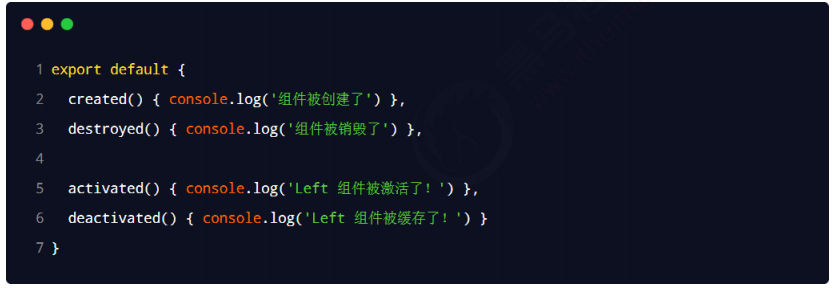 1 export default {
2 created() { console.log('组件被创建了') },
3 destroyed() { console.log('组件被销毁了') },
4
5 activated() { console.log('Left 组件被激活了！') },
6 deactivated() { console.log('Left 组件被缓存了！') }
7 }